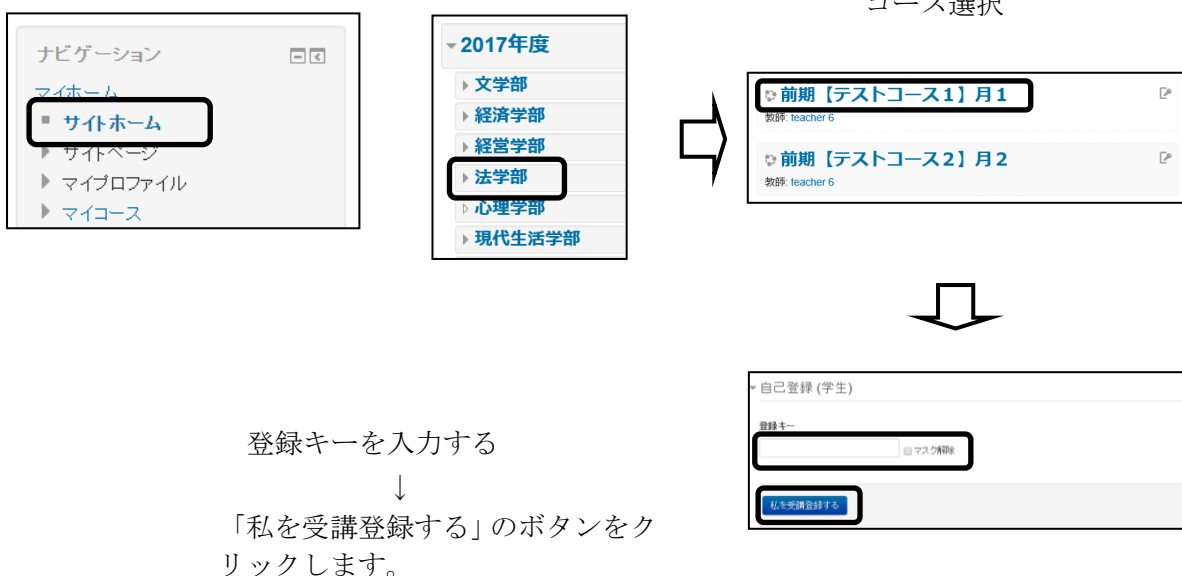 コース選択
ナビゲーション
マイホーム
サイトホーム
サイトページ
マイプロファイル
マイコース
2017年度
文学部
経済学部
経営学部
法学部
心理学部
現代生活学部
前期【テストコース1】月1
教師: teacher 6
前期【テストコース2】月2
教師: teacher 6
自己登録 (学生)
登録キー
マスク解除
私を受講登録する
登録キーを入力する
↓
「私を受講登録する」のボタンをク
リックします。